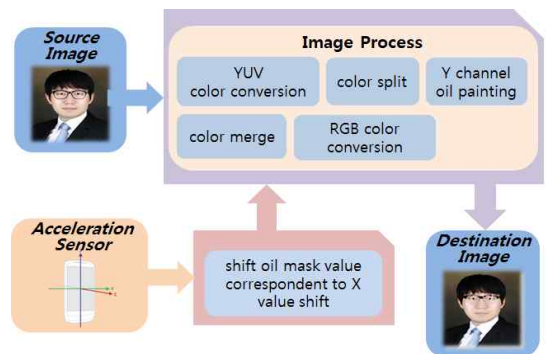 Source
Image
Image Process
YUV
color conversion
color split
Y channel
oil painting
color merge
RGB color
conversion
Acceleration
Sensor
shift oil mask value
correspondent to X
value shift
Destination
Image